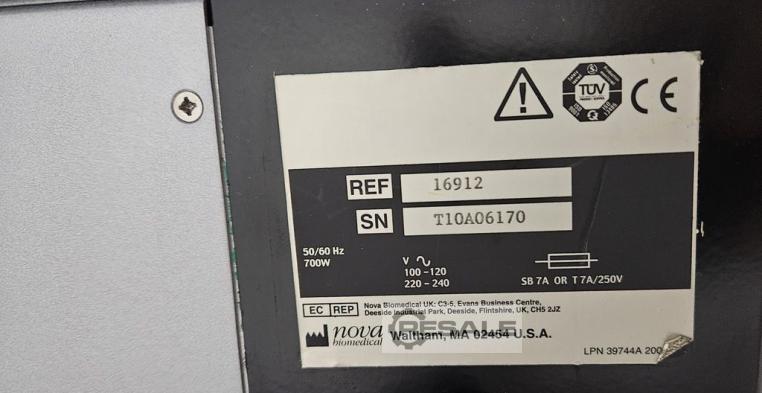 TÜV
CE
REF 16912
SN T10A06170
50/60 Hz
700W
V
100 -120
220 - 240
SB 7A OR T 7A/250V
EC REP Nova Biomedical UK: C3-5, Evans Business Centre,
Deeside Industrial Park, Deeside, Flintshire, UK, CH5 2JZ
nova
biomedical
RESALE
Waltham, MA 02454 U.S.A.
LPN 39744A 200